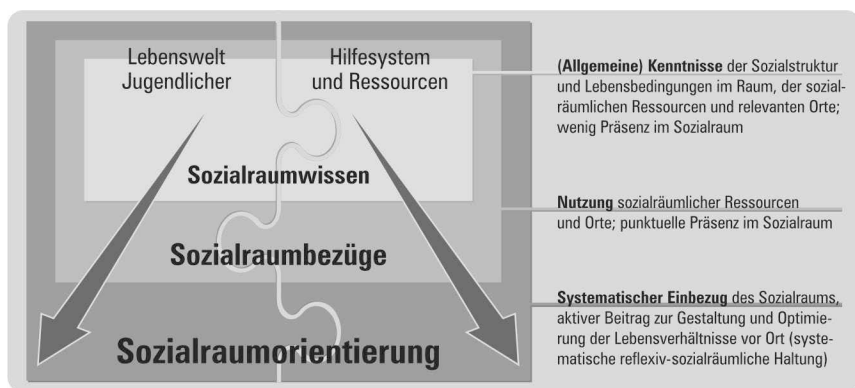 Lebenswelt
Jugendlicher
Hilfesystem
und Ressourcen
Sozialraumwissen
Sozialraumbezüge
Sozialraumorientierung
(Allgemeine) Kenntnisse der Sozialstruktur
und Lebensbedingungen im Raum, der sozial-
räumlichen Ressourcen und relevanten Orte;
wenig Präsenz im Sozialraum
Nutzung sozialräumlicher Ressourcen
und Orte; punktuelle Präsenz im Sozialraum
Systematischer Einbezug des Sozialraums,
aktiver Beitrag zur Gestaltung und Optimie-
rung der Lebensverhältnisse vor Ort (syste-
matische reflexiv-sozialräumliche Haltung)